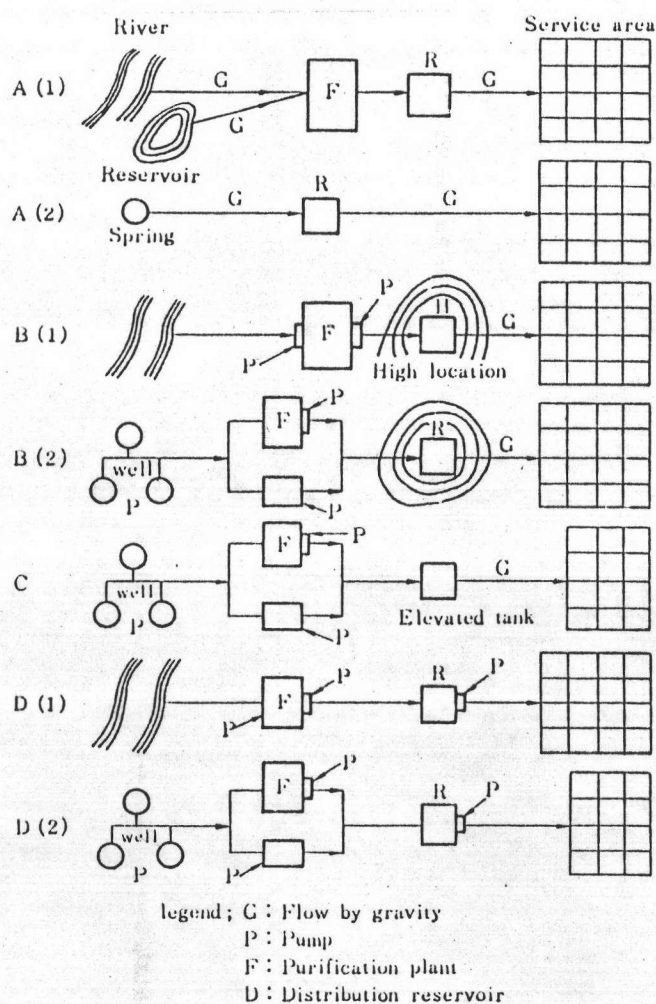 River Service area
A (1) G F R G
G
Reservoir
A (2) G R G
Spring
B (1) P F P H G
High location
B (2) well P F P P R G
C well P F P P G
Elevated tank
D (1) P F P R P
D (2) well P F P P R P
legend ; G : Flow by gravity
P : Pump
F : Purification plant
D : Distribution reservoir